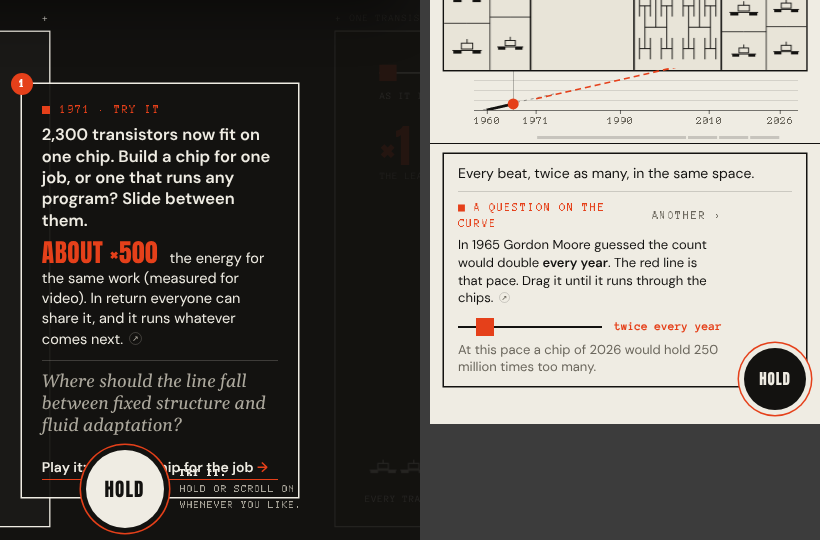 1
1971 · TRY IT
2,300 transistors now fit on
one chip. Build a chip for one
job, or one that runs any
program? Slide between
them.
ABOUT ×500 the energy for
the same work (measured for
video). In return everyone can
share it, and it runs whatever
comes next. ↗
Where should the line fall
between fixed structure and
fluid adaptation?
Play it: ip for the job →
TRY IT.
HOLD
HOLD OR SCROLL ON
WHENEVER YOU LIKE.
AS IT
×1
EVERY TRA
1960 1971 1990 2010 2026
Every beat, twice as many, in the same space.
A QUESTION ON THE
CURVE
ANOTHER ›
In 1965 Gordon Moore guessed the count
would double every year. The red line is
that pace. Drag it until it runs through the
chips. ↗
twice every year
At this pace a chip of 2026 would hold 250
million times too many.
HOLD